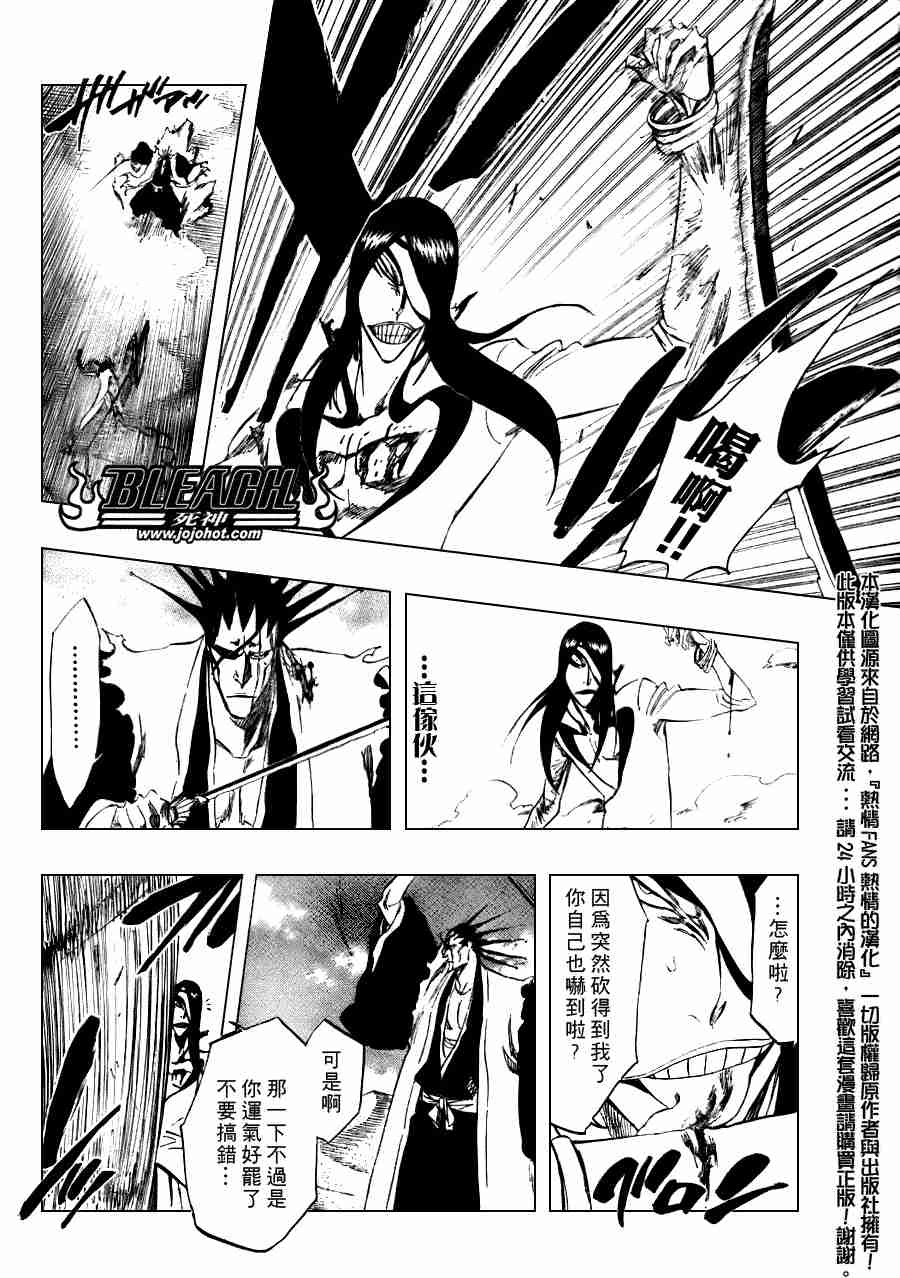 喝啊!!
ザァァッ
BLEACH
死神
www.jojohot.com
…這傢伙…
………
…怎麼啦?
因為突然砍得到我了
你自己也嚇到啦?
可是啊
那一下不過是
你運氣好罷了
不要搞錯…
本漢化圖源來自於網路,『熱情FANS 熱情的漢化』一切版權歸原作者與出版社擁有!
此版本僅供學習試看交流…請24小時之內消除,喜歡這套漫畫請購買正版!謝謝。